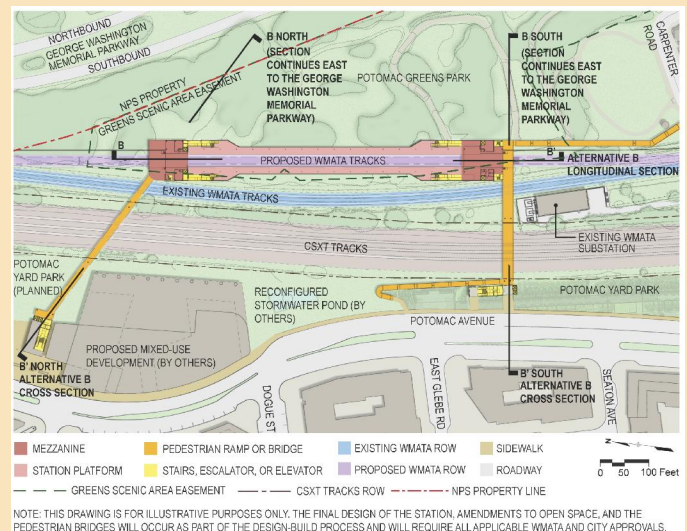 NORTHBOUND
GEORGE WASHINGTON
MEMORIAL PARKWAY
SOUTHBOUND
NPS PROPERTY
GREENS SCENIC AREA EASEMENT
B NORTH
(SECTION
CONTINUES EAST
TO THE GEORGE
WASHINGTON
MEMORIAL
PARKWAY)
POTOMAC GREENS PARK
B SOUTH
(SECTION
CONTINUES EAST
TO THE GEORGE
WASHINGTON
MEMORIAL
PARKWAY)
CARPENTER
ROAD
B
PROPOSED WMATA TRACKS
B'
ALTERNATIVE B
LONGITUDINAL SECTION
EXISTING WMATA TRACKS
CSXT TRACKS
EXISTING WMATA
SUBSTATION
POTOMAC
YARD PARK
(PLANNED)
RECONFIGURED
STORMWATER POND (BY
OTHERS)
POTOMAC YARD PARK
POTOMAC AVENUE
PROPOSED MIXED-USE
DEVELOPMENT (BY OTHERS)
B' NORTH
ALTERNATIVE B
CROSS SECTION
DOGUE ST
EAST GLEBE RD
B' SOUTH
ALTERNATIVE B
CROSS SECTION
SEATON AVE
MEZZANINE
PEDESTRIAN RAMP OR BRIDGE
EXISTING WMATA ROW
SIDEWALK
STATION PLATFORM
STAIRS, ESCALATOR, OR ELEVATOR
PROPOSED WMATA ROW
ROADWAY
N
0 50 100 Feet
GREENS SCENIC AREA EASEMENT
CSXT TRACKS ROW
NPS PROPERTY LINE
NOTE: THIS DRAWING IS FOR ILLUSTRATIVE PURPOSES ONLY. THE FINAL DESIGN OF THE STATION, AMENDMENTS TO OPEN SPACE, AND THE
PEDESTRIAN BRIDGES WILL OCCUR AS PART OF THE DESIGN-BUILD PROCESS AND WILL REQUIRE ALL APPLICABLE WMATA AND CITY APPROVALS.